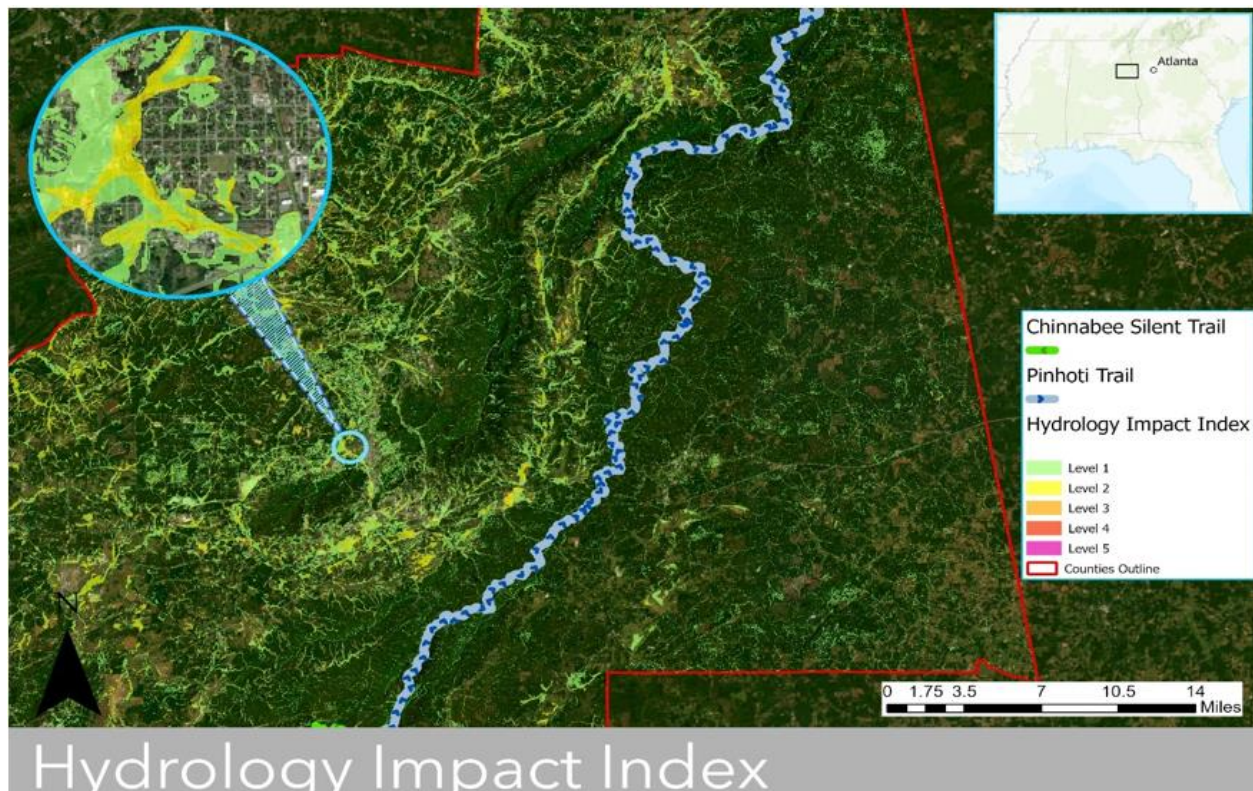 Atlanta
Chinnabee Silent Trail
Pinhoti Trail
Hydrology Impact Index
Level 1
Level 2
Level 3
Level 4
Level 5
Counties Outline
N
0 1.75 3.5 7 10.5 14
Miles
Hydrology Impact Index